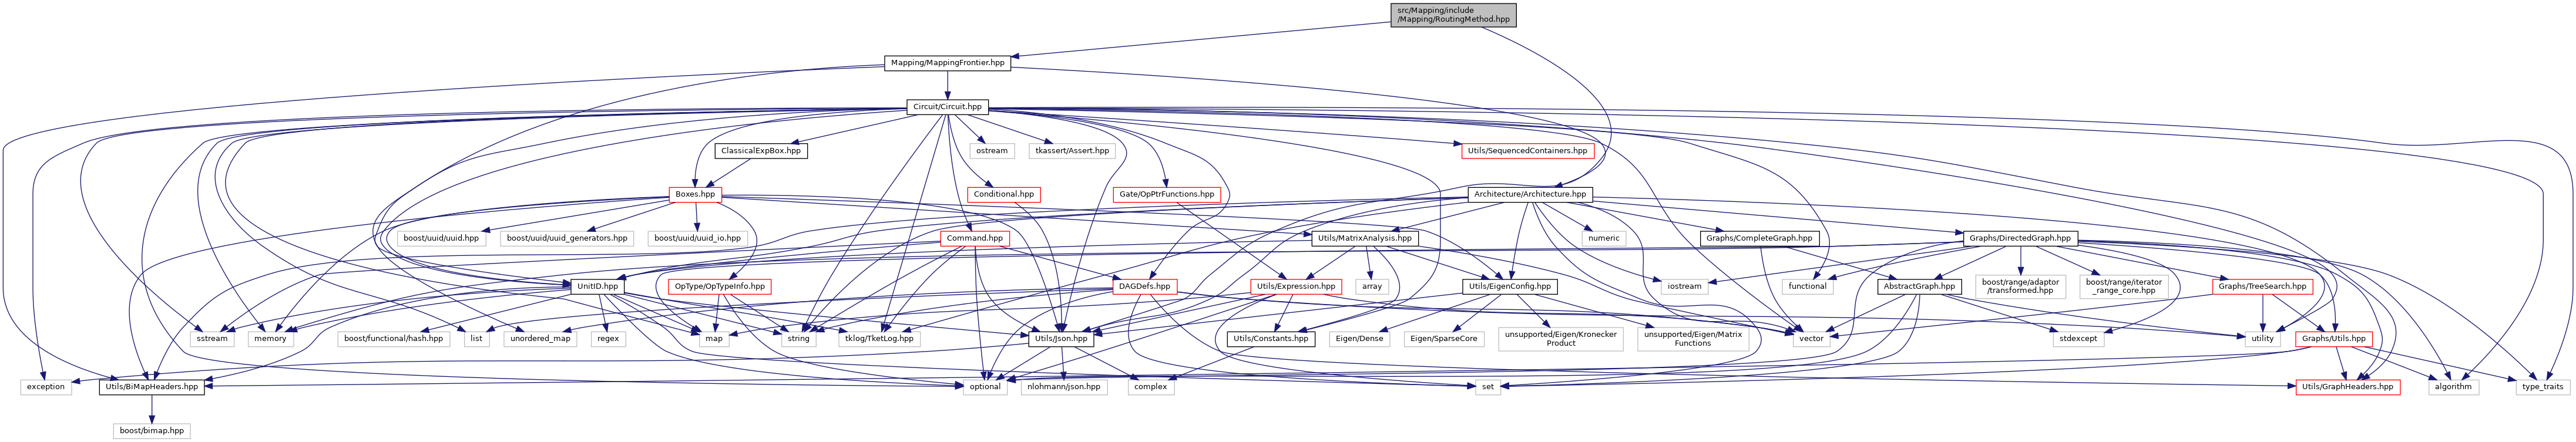 src/Mapping/include
/Mapping/RoutingMethod.hpp
Mapping/MappingFrontier.hpp
Circuit/Circuit.hpp
ClassicalExpBox.hpp
ostream
tkassert/Assert.hpp
Utils/SequencedContainers.hpp
Boxes.hpp
Conditional.hpp
Gate/OpPtrFunctions.hpp
Architecture/Architecture.hpp
boost/uuid/uuid.hpp
boost/uuid/uuid_generators.hpp
boost/uuid/uuid_io.hpp
Command.hpp
Utils/MatrixAnalysis.hpp
numeric
Graphs/CompleteGraph.hpp
Graphs/DirectedGraph.hpp
UnitID.hpp
OpType/OpTypeInfo.hpp
DAGDefs.hpp
Utils/Expression.hpp
array
Utils/EigenConfig.hpp
iostream
functional
AbstractGraph.hpp
boost/range/adaptor
/transformed.hpp
boost/range/iterator
_range_core.hpp
Graphs/TreeSearch.hpp
sstream
memory
boost/functional/hash.hpp
list
unordered_map
regex
map
string
tklog/TketLog.hpp
Utils/Json.hpp
Utils/Constants.hpp
Eigen/Dense
Eigen/SparseCore
unsupported/Eigen/Kronecker
Product
unsupported/Eigen/Matrix
Functions
vector
stdexcept
utility
Graphs/Utils.hpp
exception
Utils/BiMapHeaders.hpp
optional
nlohmann/json.hpp
complex
set
Utils/GraphHeaders.hpp
algorithm
type_traits
boost/bimap.hpp